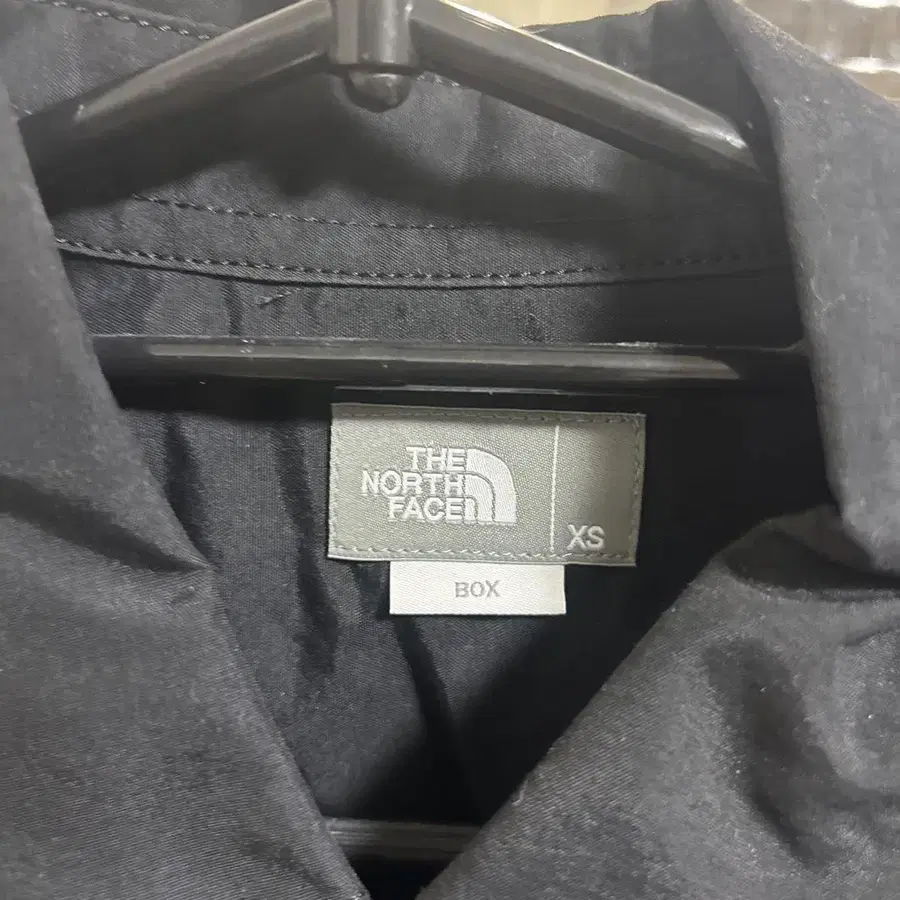 THE
NORTH
FACE
XS
BOX